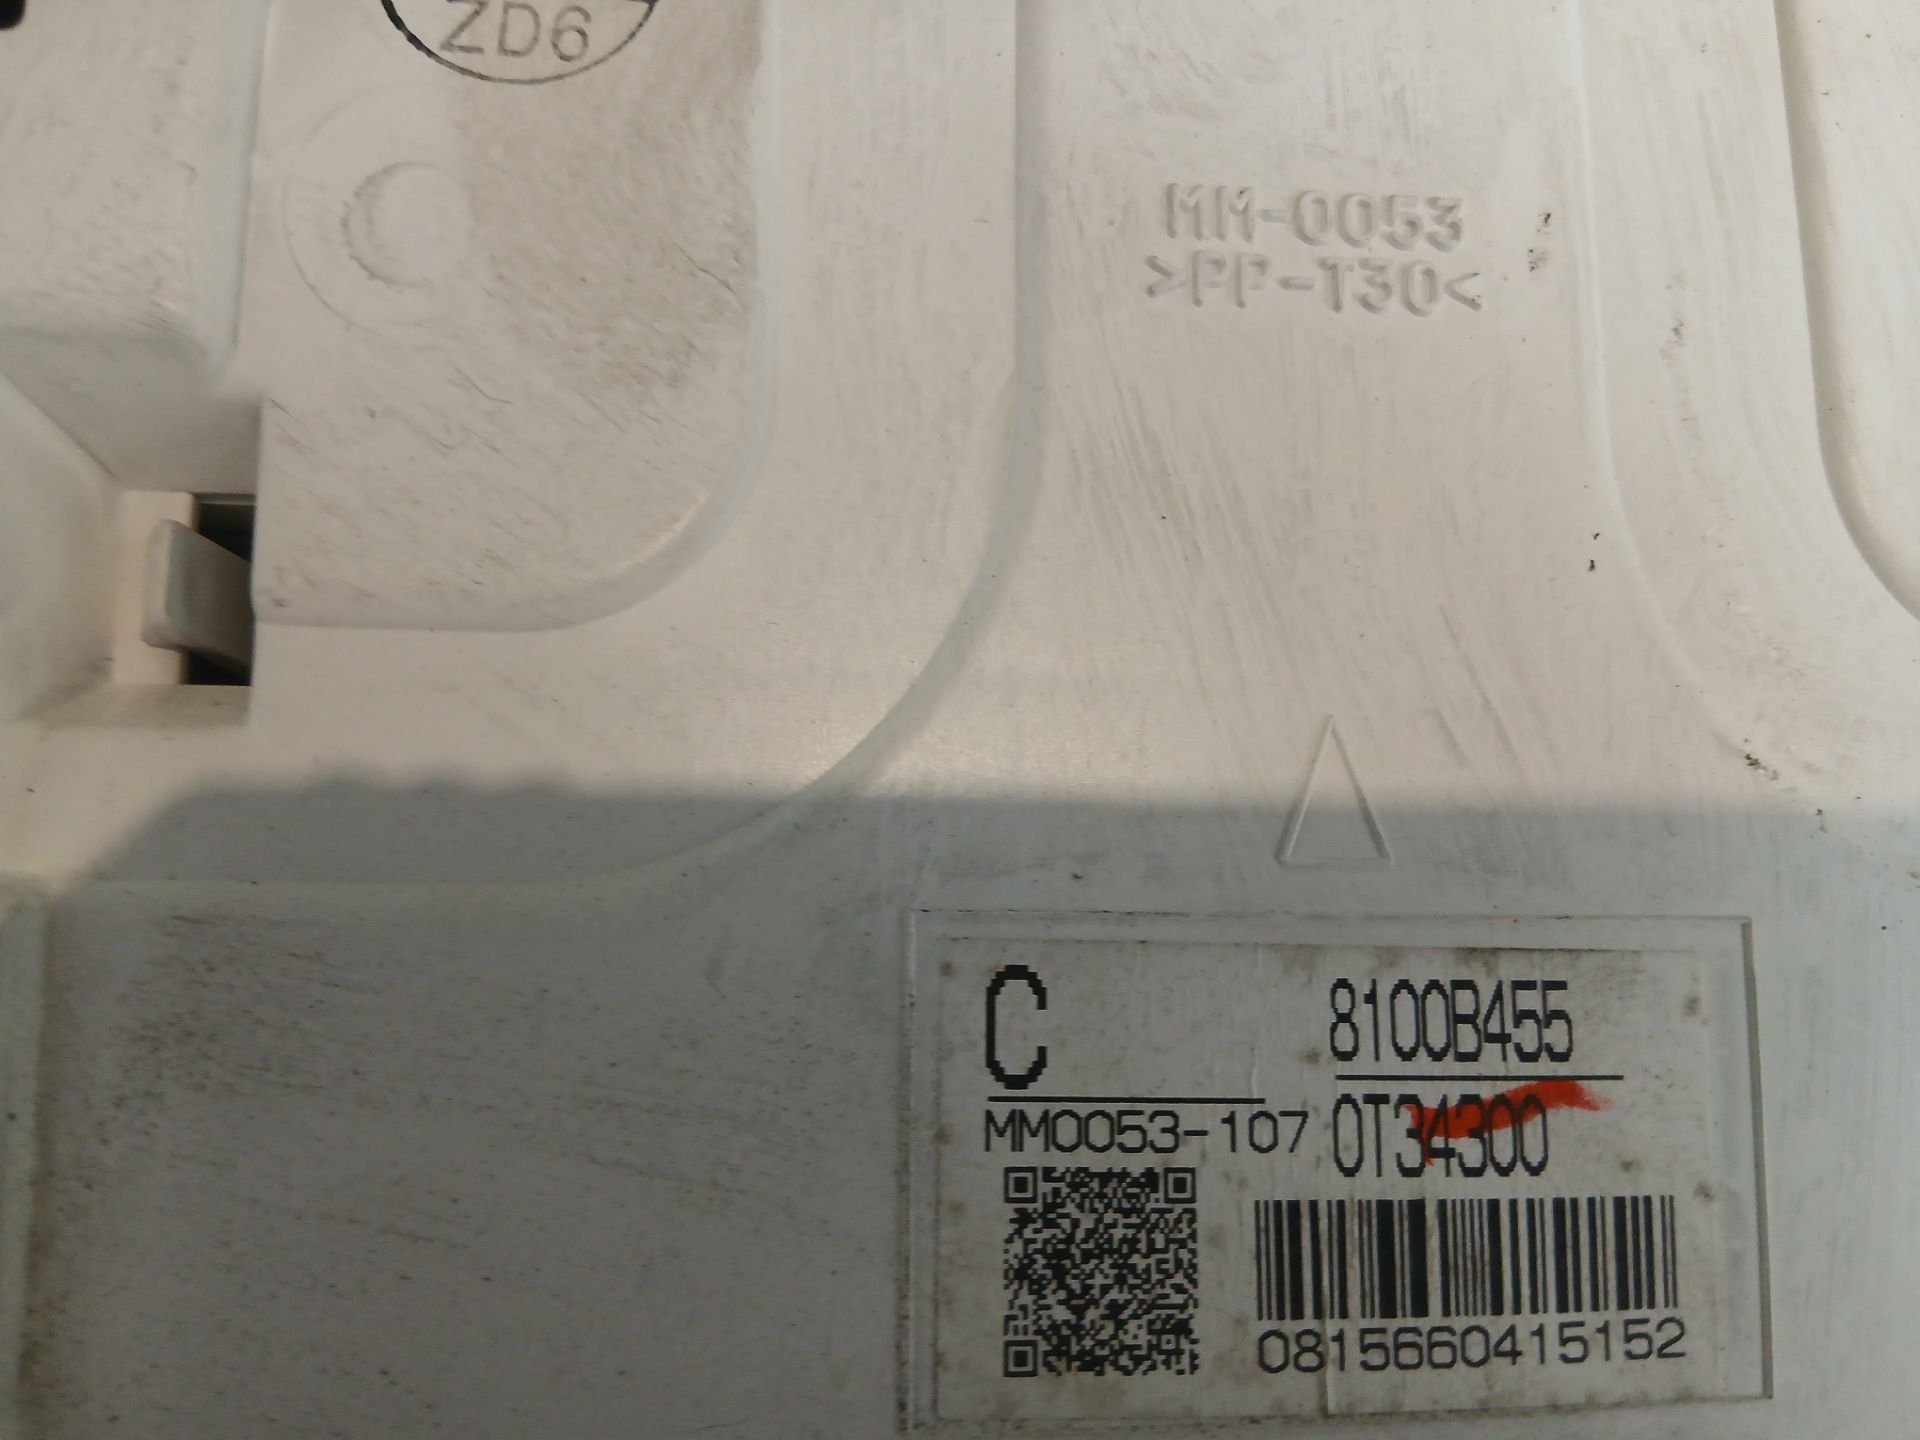 ZD6
MM-0053
>PP-T30<
C
8100B455
MM0053-107
0T34300
0815660415152